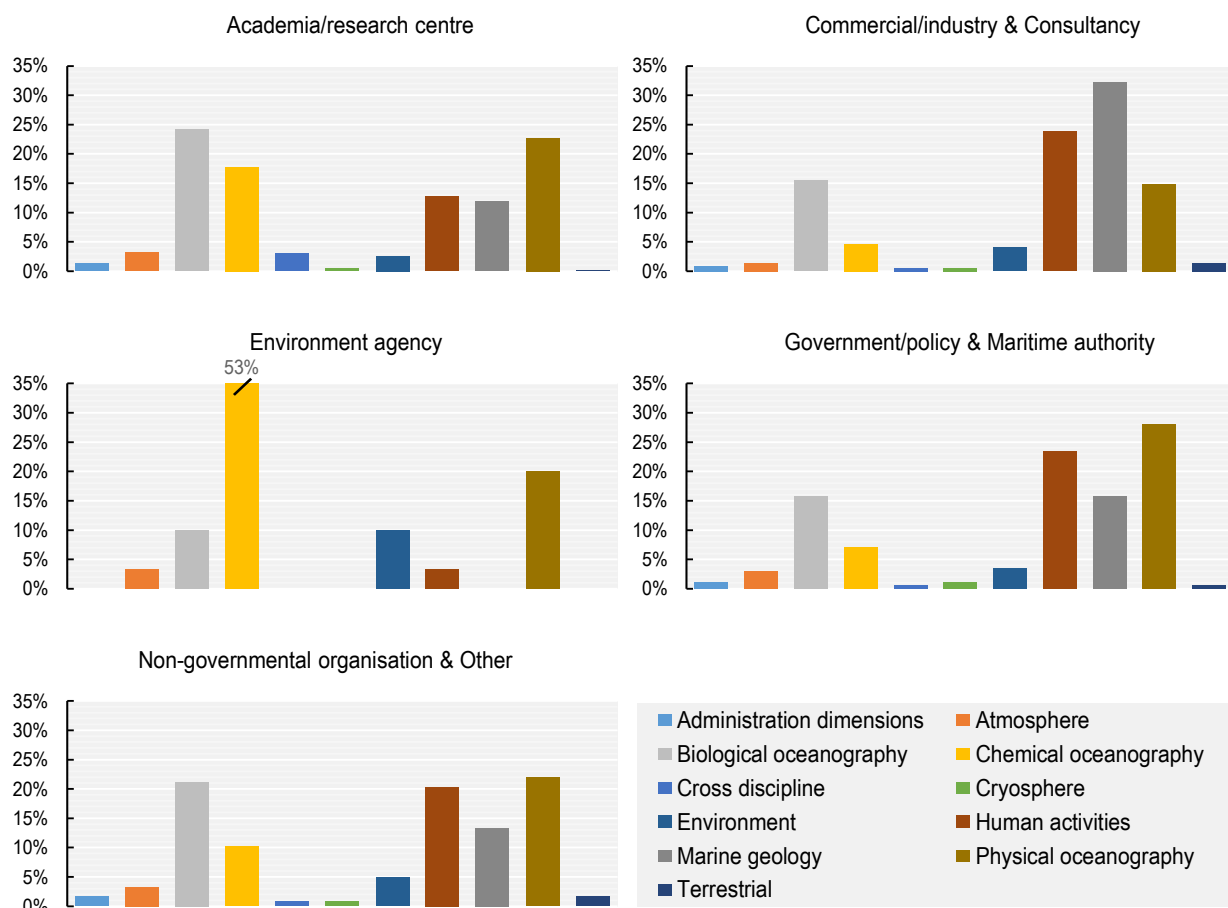 Academia/research centre
35%
30%
25%
20%
15%
10%
5%
0%
Commercial/industry & Consultancy
35%
30%
25%
20%
15%
10%
5%
0%
Environment agency
53%
35%
30%
25%
20%
15%
10%
5%
0%
Government/policy & Maritime authority
35%
30%
25%
20%
15%
10%
5%
0%
Non-governmental organisation & Other
35%
30%
25%
20%
15%
10%
5%
0%
Administration dimensions
Atmosphere
Biological oceanography
Chemical oceanography
Cross discipline
Cryosphere
Environment
Human activities
Marine geology
Physical oceanography
Terrestrial